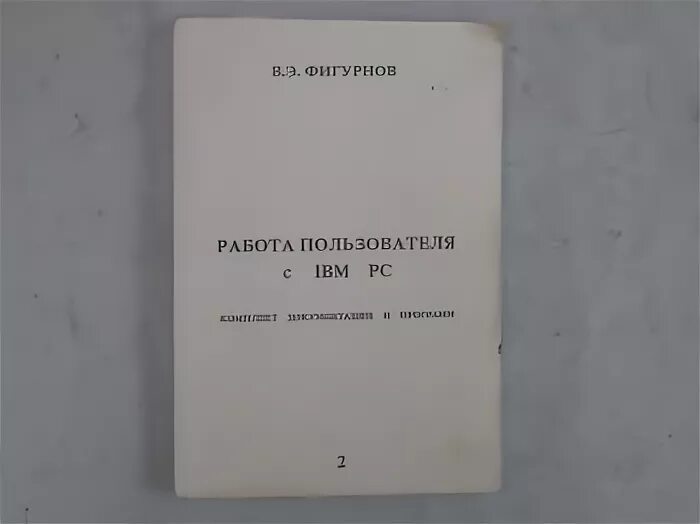 В.Э. ФИГУРНОВ
РАБОТА ПОЛЬЗОВАТЕЛЯ
с IBM PC
2